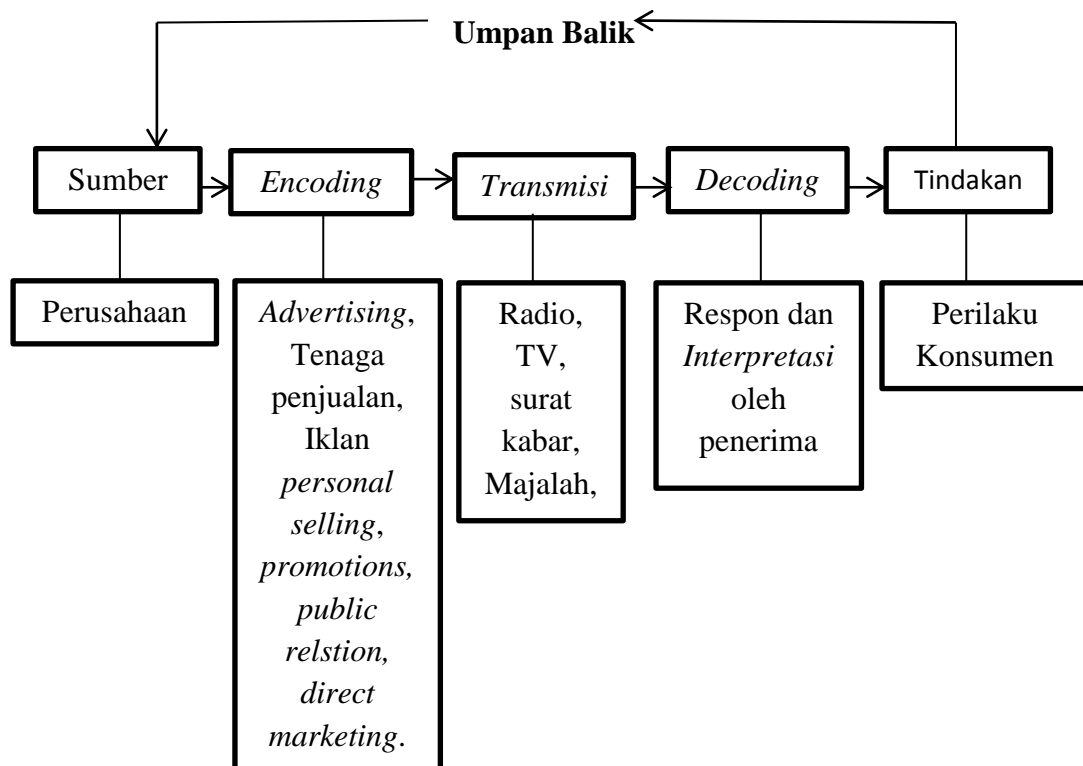 Umpan Balik
Sumber
Encoding
Transmisi
Decoding
Tindakan
Perusahaan
Advertising,
Tenaga
penjualan,
Iklan
personal
selling,
promotions,
public
relstion,
direct
marketing.
Radio,
TV,
surat
kabar,
Majalah,
Respon dan
Interpretasi
oleh
penerima
Perilaku
Konsumen